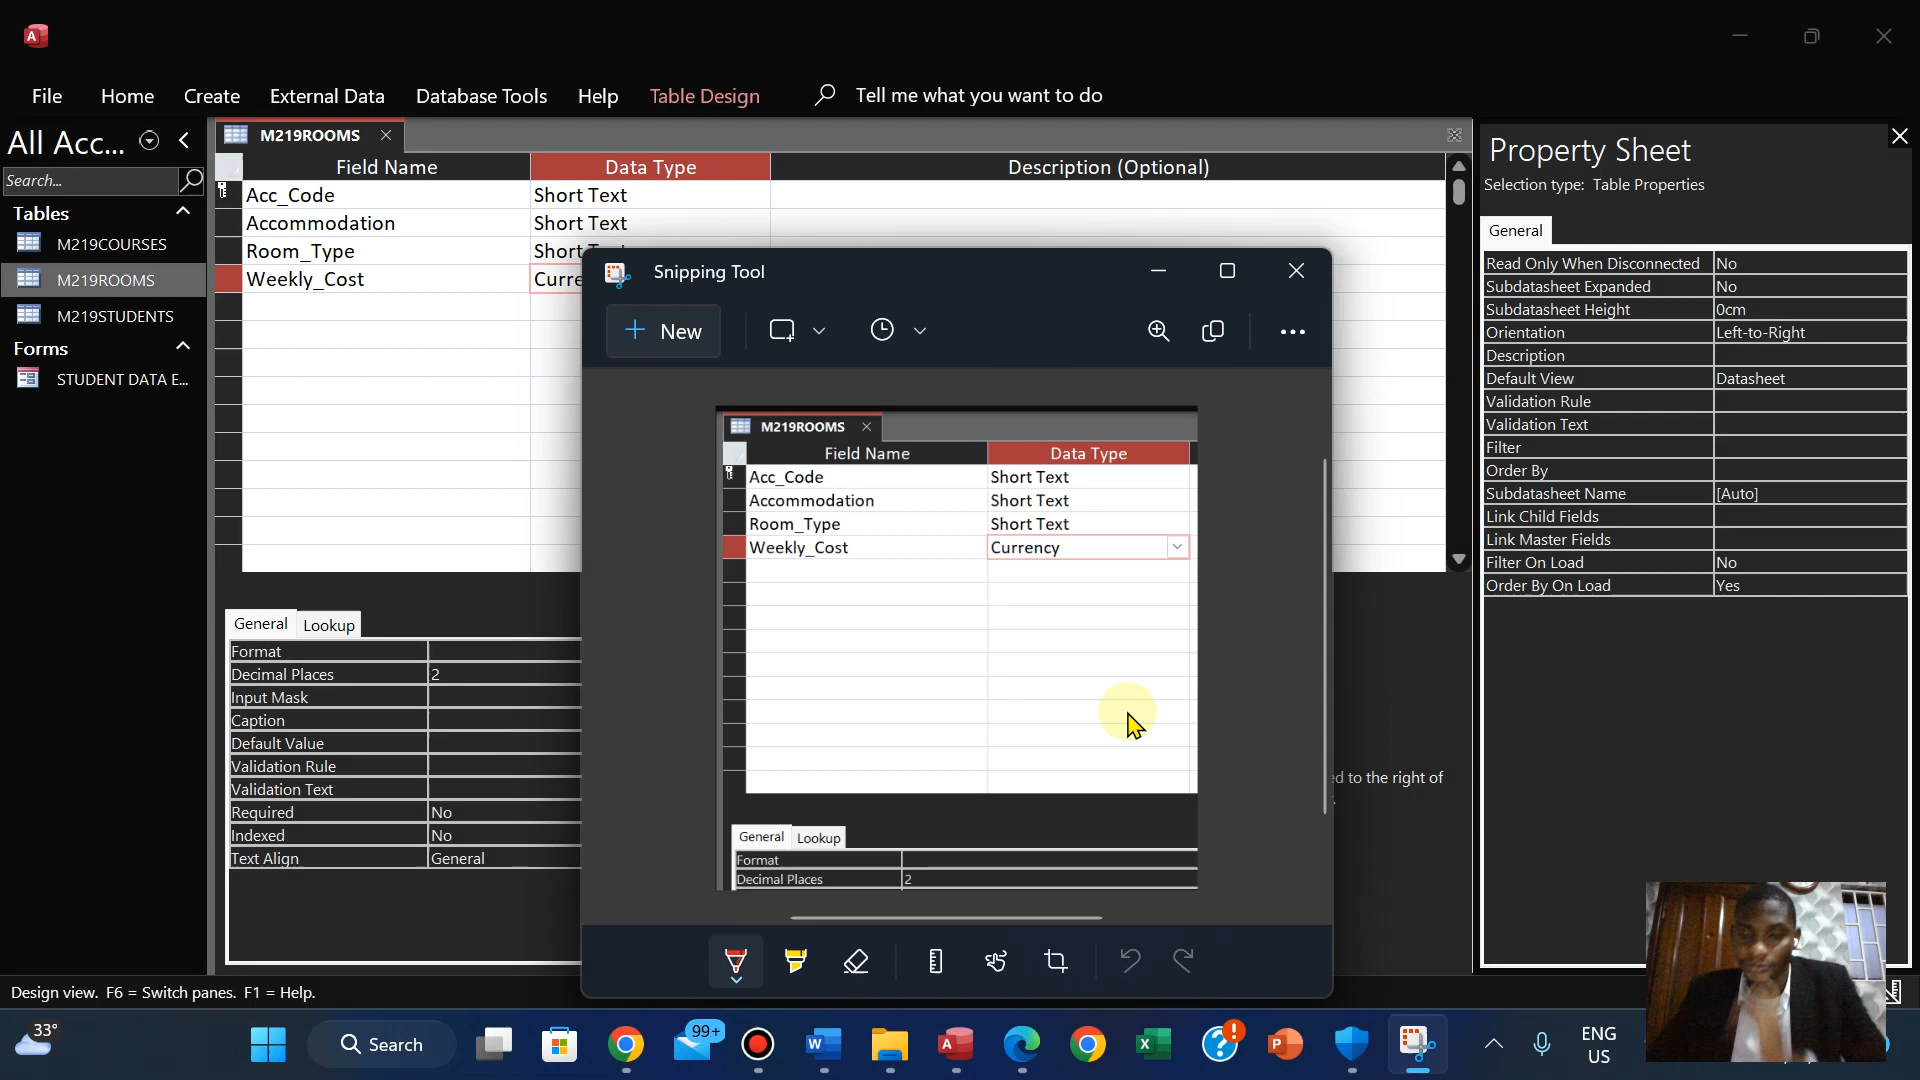 File Home Create External Data Database Tools Help Table Design Tell me what you want to do
All Acc...
Search...
Tables
M219COURSES
M219ROOMS
M219STUDENTS
Forms
STUDENT DATA E...
M219ROOMS
Field Name Data Type Description (Optional)
Acc_Code Short Text
Accommodation Short Text
Room_Type Short
Weekly_Cost Curre
General Lookup
Format
Decimal Places 2
Input Mask
Caption
Default Value
Validation Rule
Validation Text
Required No
Indexed No
Text Align General
Snipping Tool
New
M219ROOMS
Field Name Data Type
Acc_Code Short Text
Accommodation Short Text
Room_Type Short Text
Weekly_Cost Currency
General Lookup
Format
Decimal Places 2
d to the right of
Property Sheet
Selection type: Table Properties
General
Read Only When Disconnected No
Subdatasheet Expanded No
Subdatasheet Height 0cm
Orientation Left-to-Right
Description
Default View Datasheet
Validation Rule
Validation Text
Filter
Order By
Subdatasheet Name [Auto]
Link Child Fields
Link Master Fields
Filter On Load No
Order By On Load Yes
Design view. F6 = Switch panes. F1 = Help.
33°
Search
99+
ENG
US